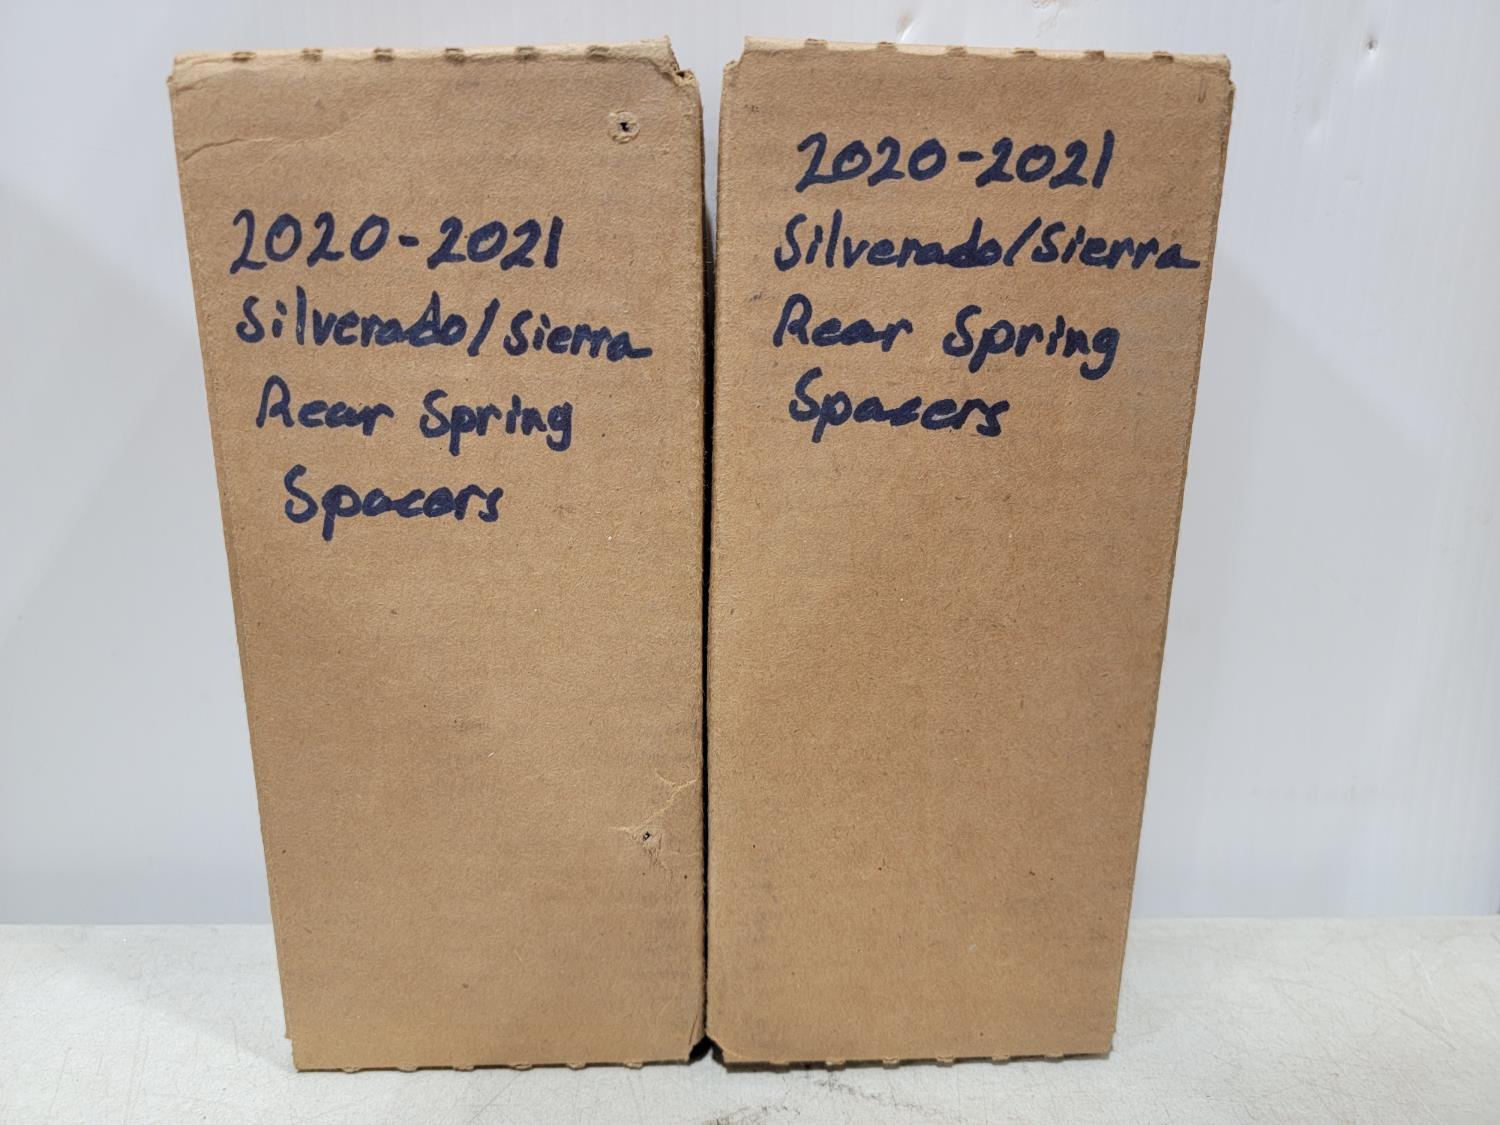 2020-2021
Silverado/Sierra
Rear Spring
Spacers
2020-2021
Silverado/Sierra
Rear Spring
Spacers